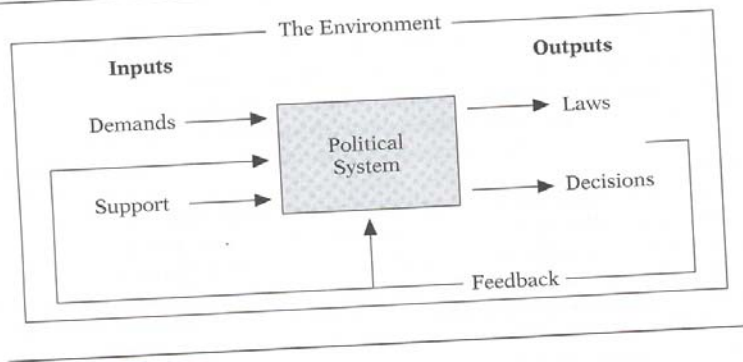 The Environment
Inputs
Outputs
Demands
Laws
Political
System
Support
Decisions
Feedback